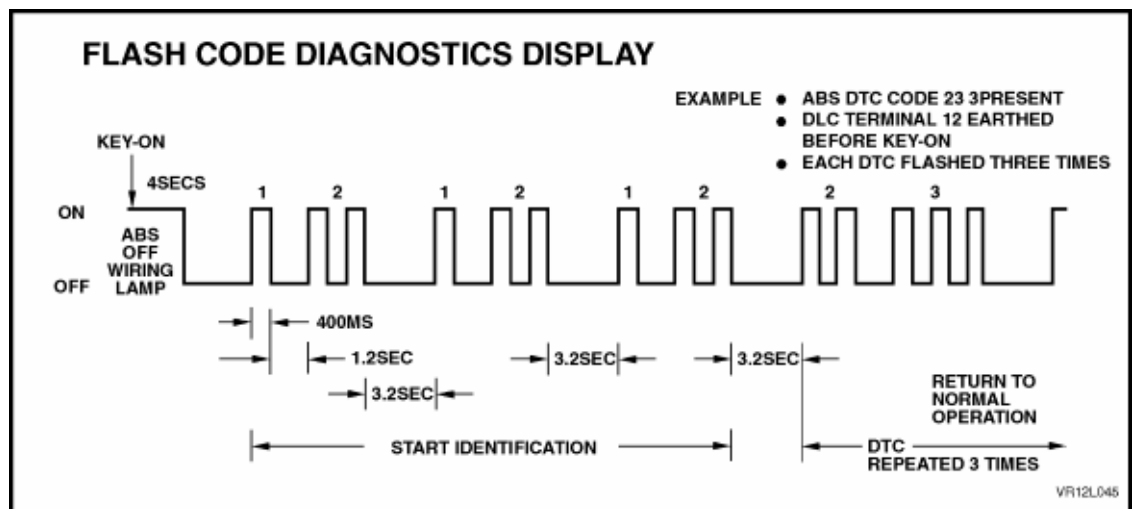 FLASH CODE DIAGNOSTICS DISPLAY
EXAMPLE ● ABS DTC CODE 23 3PRESENT
● DLC TERMINAL 12 EARTHED
BEFORE KEY-ON
● EACH DTC FLASHED THREE TIMES
KEY-ON
4SECS
1 2 1 2 1 2 2 3
ON
ABS
OFF
WIRING
LAMP
OFF
400MS
1.2SEC
3.2SEC
3.2SEC
3.2SEC
RETURN TO
NORMAL
OPERATION
START IDENTIFICATION
DTC
REPEATED 3 TIMES
VR12L045